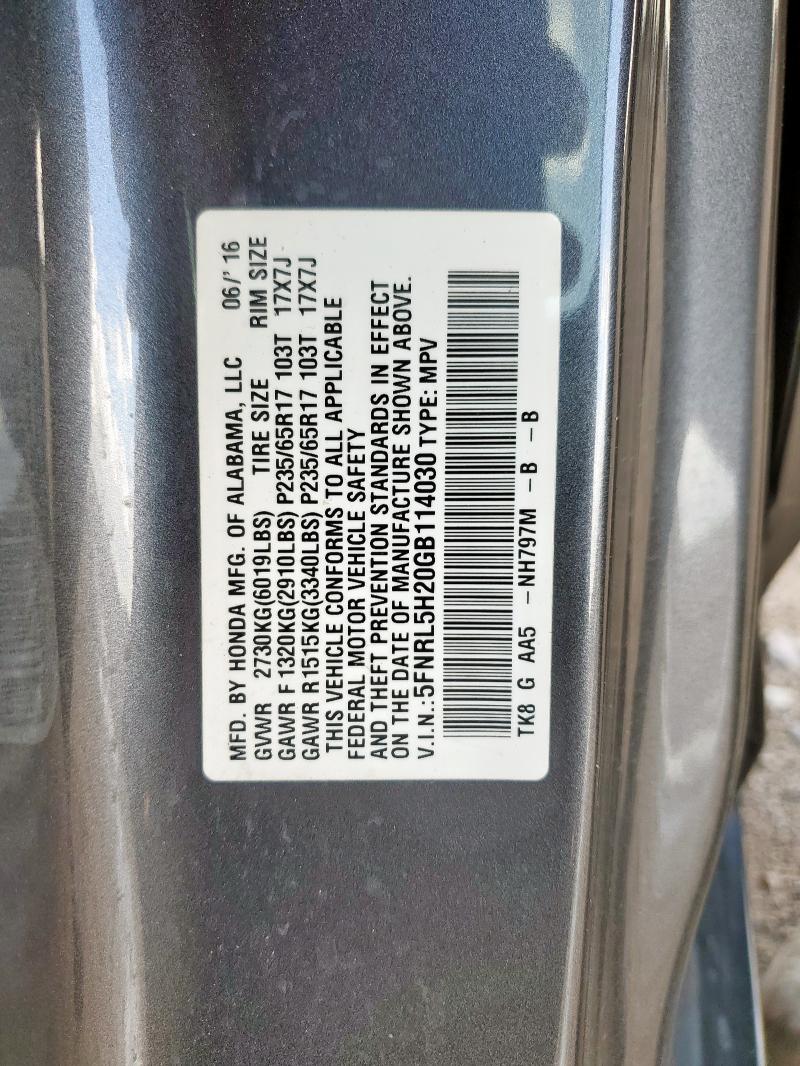 MFD. BY HONDA MFG. OF ALABAMA, LLC 06/' 16
GVWR 2730KG(6019LBS) TIRE SIZE RIM SIZE
GAWR F 1320KG(2910LBS) P235/65R17 103T 17X7J
GAWR R1515KG(3340LBS) P235/65R17 103T 17X7J
THIS VEHICLE CONFORMS TO ALL APPLICABLE
FEDERAL MOTOR VEHICLE SAFETY
AND THEFT PREVENTION STANDARDS IN EFFECT
ON THE DATE OF MANUFACTURE SHOWN ABOVE.
V.I.N.:5FNRL5H20GB114030 TYPE: MPV
TK8 G AA5 -NH797M -B -B